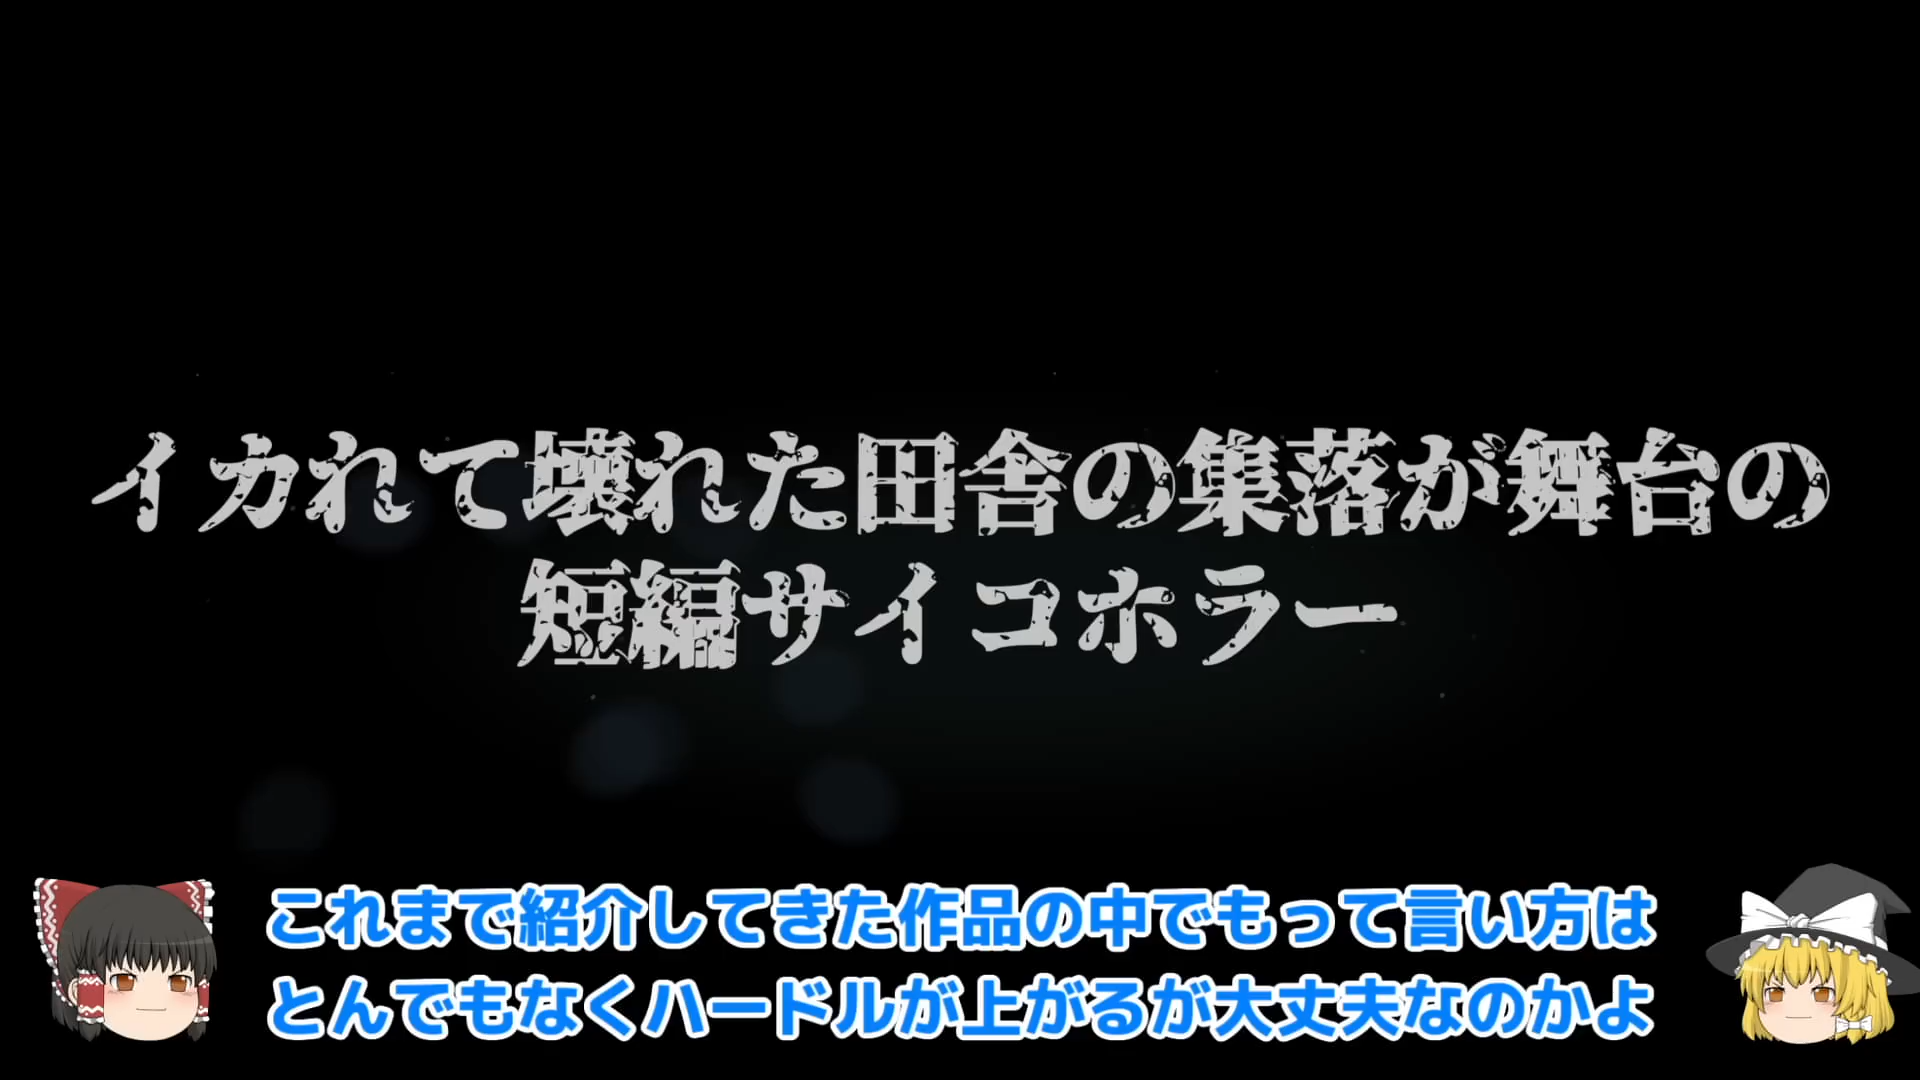 イカれて壊れた田舎の集落が舞台の
短編サイコホラー
これまで紹介してきた作品の中でもって言い方は
とんでもなくハードルが上がるが大丈夫なのかよ